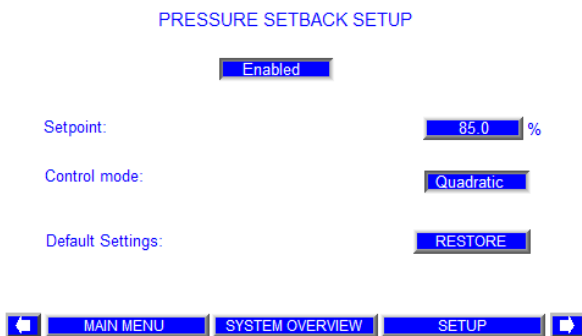 PRESSURE SETBACK SETUP
Enabled
Setpoint: 85.0 %
Control mode: Quadratic
Default Settings: RESTORE
MAIN MENU SYSTEM OVERVIEW SETUP